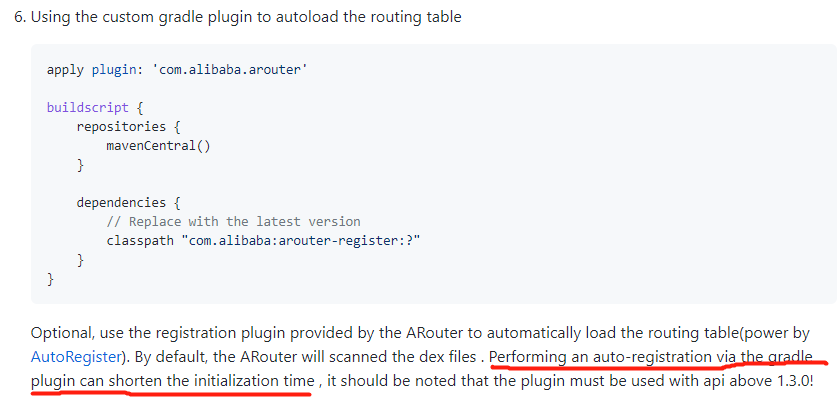 6. Using the custom gradle plugin to autoload the routing table
apply plugin: 'com.alibaba.arouter'
buildscript {
repositories {
mavenCentral()
}
dependencies {
// Replace with the latest version
classpath "com.alibaba:arouter-register:?"
}
}
Optional, use the registration plugin provided by the ARouter to automatically load the routing table(power by
AutoRegister). By default, the ARouter will scanned the dex files . Performing an auto-registration via the gradle
plugin can shorten the initialization time , it should be noted that the plugin must be used with api above 1.3.0!